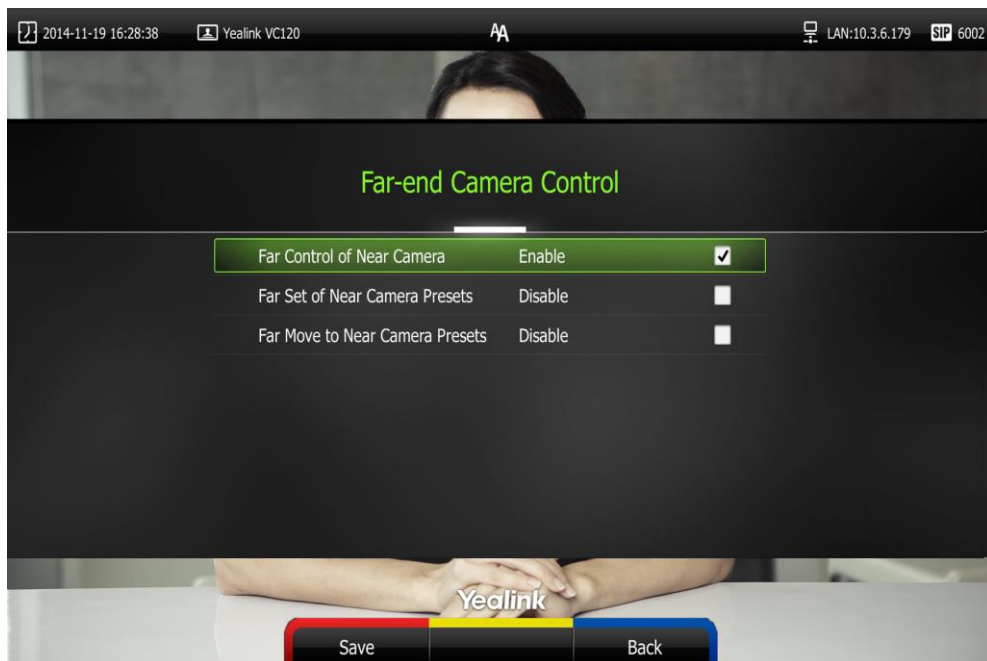 2014-11-19 16:28:38 Yealink VC120 AA LAN:10.3.6.179 SIP 6002
Far-end Camera Control
Far Control of Near Camera Enable
Far Set of Near Camera Presets Disable
Far Move to Near Camera Presets Disable
Yealink
Save Back